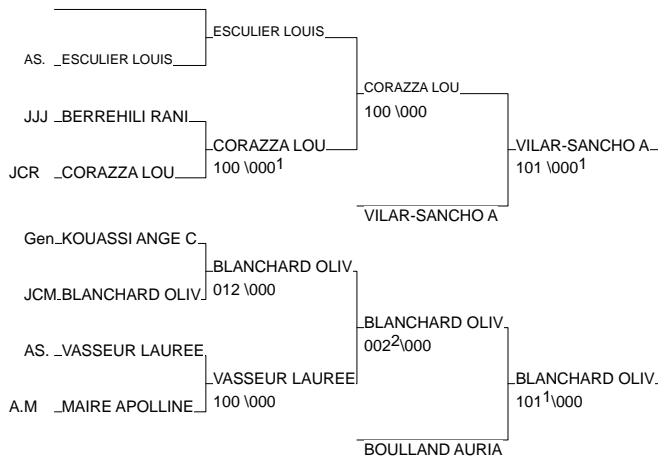 ESCULIER LOUIS
AS. ESCULIER LOUIS
CORAZZA LOU
100 \000
JJJ BERREHILI RANI
CORAZZA LOU
100 \000¹
VILAR-SANCHO A
101 \000¹
JCR CORAZZA LOU
VILAR-SANCHO A
Gen KOUASSI ANGE C
BLANCHARD OLIV
012 \000
JCM BLANCHARD OLIV
BLANCHARD OLIV
002²\000
AS. VASSEUR LAUREE
VASSEUR LAUREE
100 \000
BLANCHARD OLIV
101¹\000
A.M MAIRE APOLLINE
BOULLAND AURIA